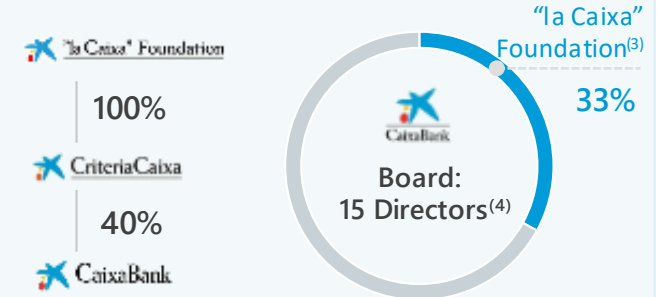 "la Caixa" Foundation
100%
CriteriaCaixa
40%
CaixaBank
“la Caixa”
Foundation(3)
33%
CaixaBank
Board:
15 Directors(4)